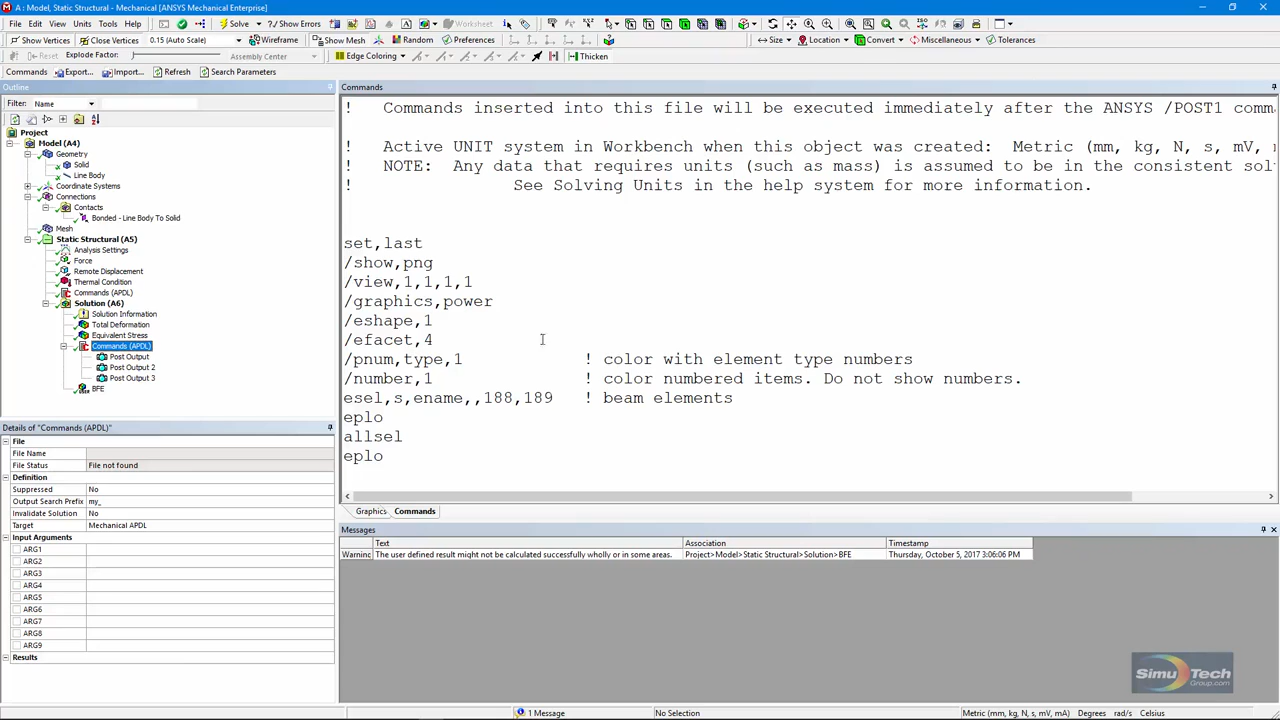 A : Model, Static Structural - Mechanical [ANSYS Mechanical Enterprise]
File Edit View Units Tools Help Solve ? Show Errors Worksheet
Show Vertices Close Vertices 0.15 (Auto Scale) Wireframe Show Mesh Random Preferences Size Location Convert Miscellaneous Tolerances
Reset Explode Factor: Assembly Center Edge Coloring Thicken
Commands Export... Import... Refresh Search Parameters
Outline
Filter: Name
Project
Model (A4)
Geometry
Solid
Line Body
Coordinate Systems
Connections
Contacts
Bonded - Line Body To Solid
Mesh
Static Structural (A5)
Analysis Settings
Force
Remote Displacement
Thermal Condition
Commands (APDL)
Solution (A6)
Solution Information
Total Deformation
Equivalent Stress
Commands (APDL)
Post Output
Post Output 2
Post Output 3
BFE
Details of "Commands (APDL)"
File
File Name
File Status File not found
Definition
Suppressed No
Output Search Prefix my_
Invalidate Solution No
Target Mechanical APDL
Input Arguments
ARG1
ARG2
ARG3
ARG4
ARG5
ARG6
ARG7
ARG8
ARG9
Results
Commands
! Commands inserted into this file will be executed immediately after the ANSYS /POST1 comm
! Active UNIT system in Workbench when this object was created: Metric (mm, kg, N, s, mV,
! NOTE: Any data that requires units (such as mass) is assumed to be in the consistent sol
! See Solving Units in the help system for more information.
set,last
/show,png
/view,1,1,1,1
/graphics,power
/eshape,1
/efacet,4
/pnum,type,1 ! color with element type numbers
/number,1 ! color numbered items. Do not show numbers.
esel,s,ename,,188,189 ! beam elements
eplo
allsel
eplo
Graphics Commands
Messages
Text Association Timestamp
Warninc The user defined result might not be calculated successfully wholly or in some areas. Project>Model>Static Structural>Solution>BFE Thursday, October 5, 2017 3:06:06 PM
SimuTech
Group.com
1 Message No Selection Metric (mm, kg, N, s, mV, mA) Degrees rad/s Celsius